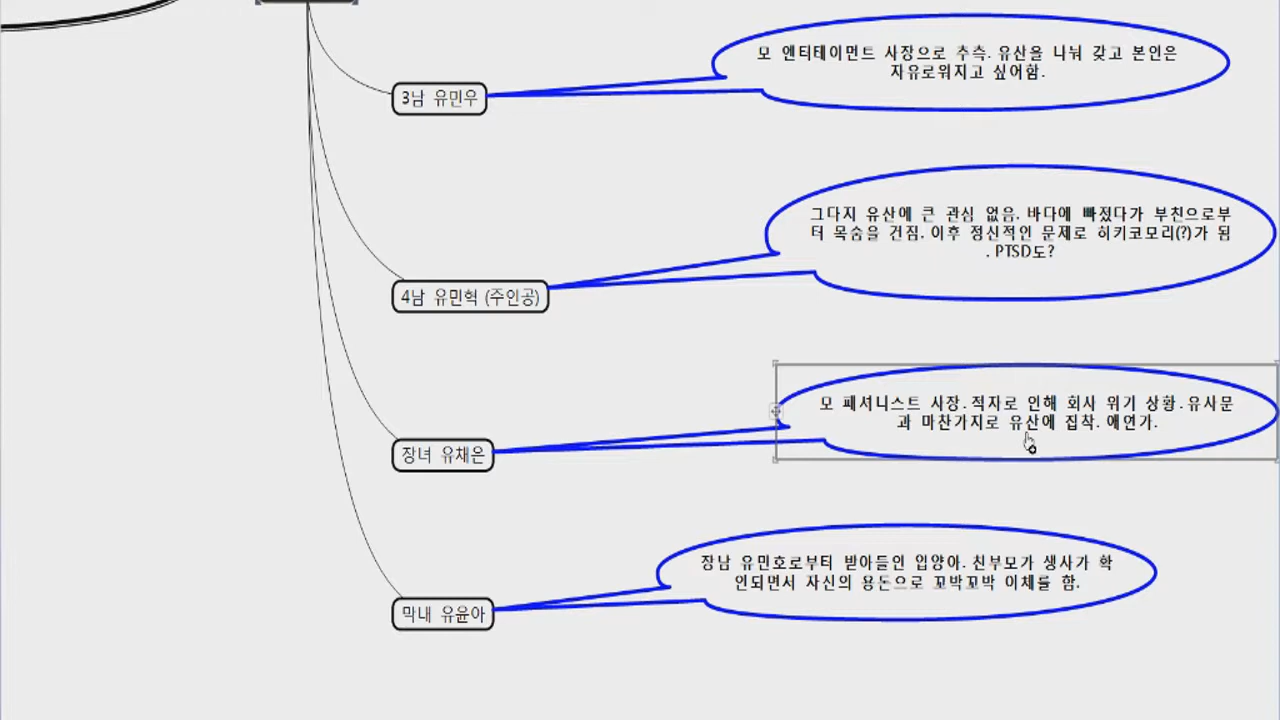 3남 유민우
모 엔터테이먼트 사장으로 추측. 유산을 나눠 갖고 본인은
자유로워지고 싶어함.
4남 유민혁 (주인공)
그다지 유산에 큰 관심 없음. 바다에 빠졌다가 부친으로부
터 목숨을 건짐. 이후 정신적인 문제로 히키코모리(?)가 됨
. PTSD도?
장녀 유채은
모 패셔니스트 사장. 적자로 인해 회사 위기 상황. 유사문
과 마찬가지로 유산에 집착. 애연가.
막내 유윤아
장남 유민호로부터 받아들인 입양아. 친부모가 생사가 확
인되면서 자신의 용돈으로 꼬박꼬박 이체를 함.